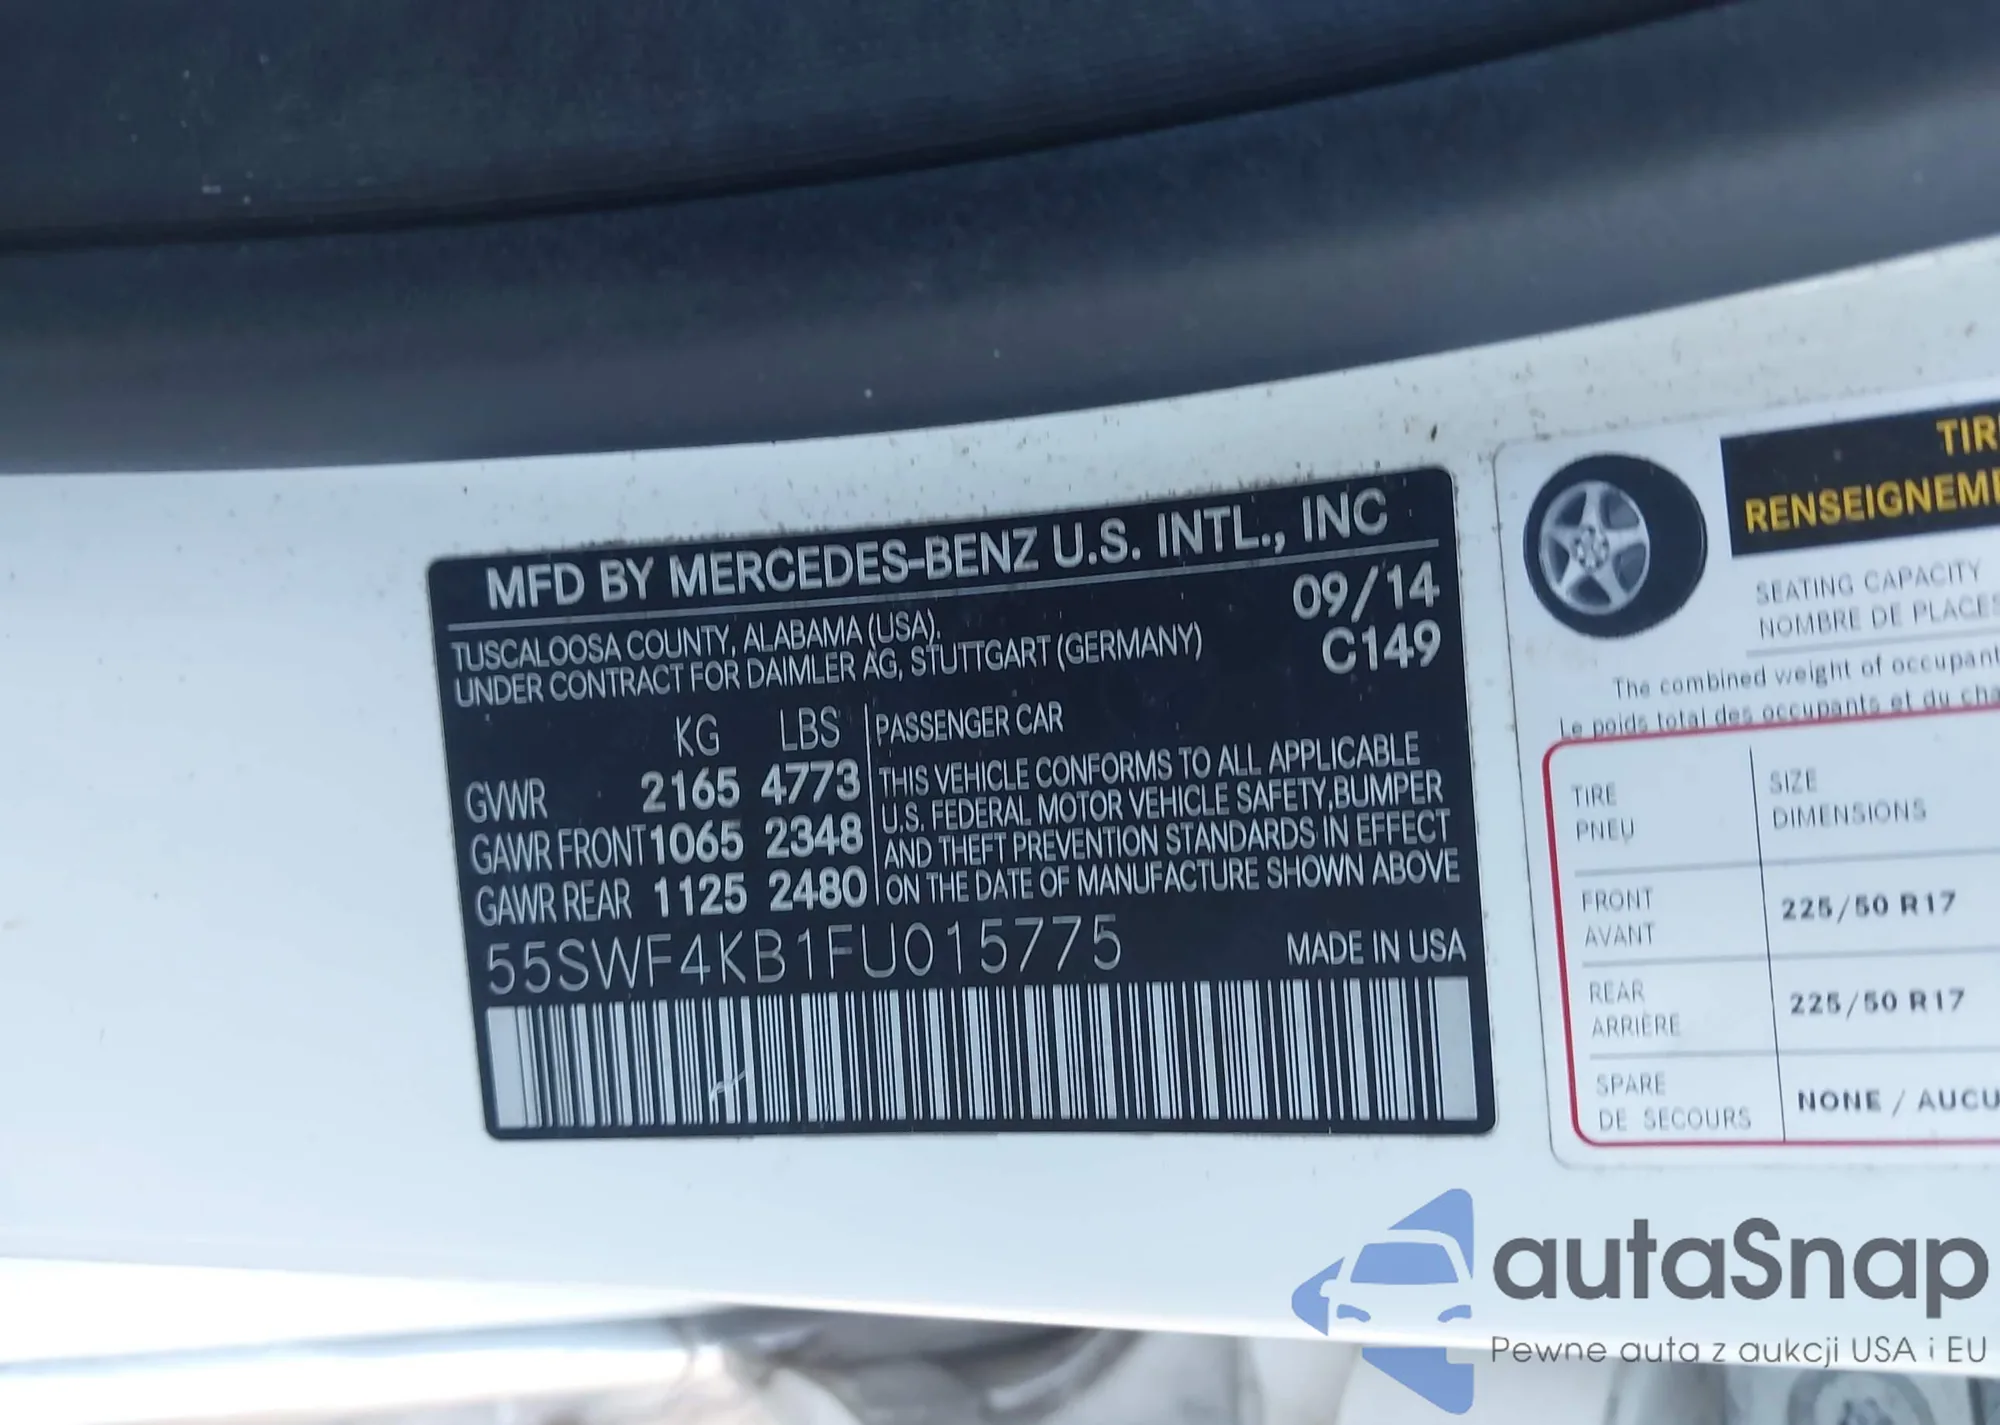 MFD BY MERCEDES-BENZ U.S. INTL., INC
TUSCALOOSA COUNTY, ALABAMA (USA).
UNDER CONTRACT FOR DAIMLER AG, STUTTGART (GERMANY)
09/14
C149
KG LBS
GVWR 2165 4773
GAWR FRONT 1065 2348
GAWR REAR 1125 2480
PASSENGER CAR
THIS VEHICLE CONFORMS TO ALL APPLICABLE
U.S. FEDERAL MOTOR VEHICLE SAFETY,BUMPER
AND THEFT PREVENTION STANDARDS IN EFFECT
ON THE DATE OF MANUFACTURE SHOWN ABOVE
55SWF4KB1FU015775
MADE IN USA
TIR
RENSEIGNEME
SEATING CAPACITY
NOMBRE DE PLACES
The combined weight of occupant
Le poids total des occupants et du cha
TIRE
PNEU
SIZE
DIMENSIONS
FRONT
AVANT
225/50 R17
REAR
ARRIÈRE
225/50 R17
SPARE
DE SECOURS
NONE / AUCU
autaSnap
Pewne auta z aukcji USA i EU